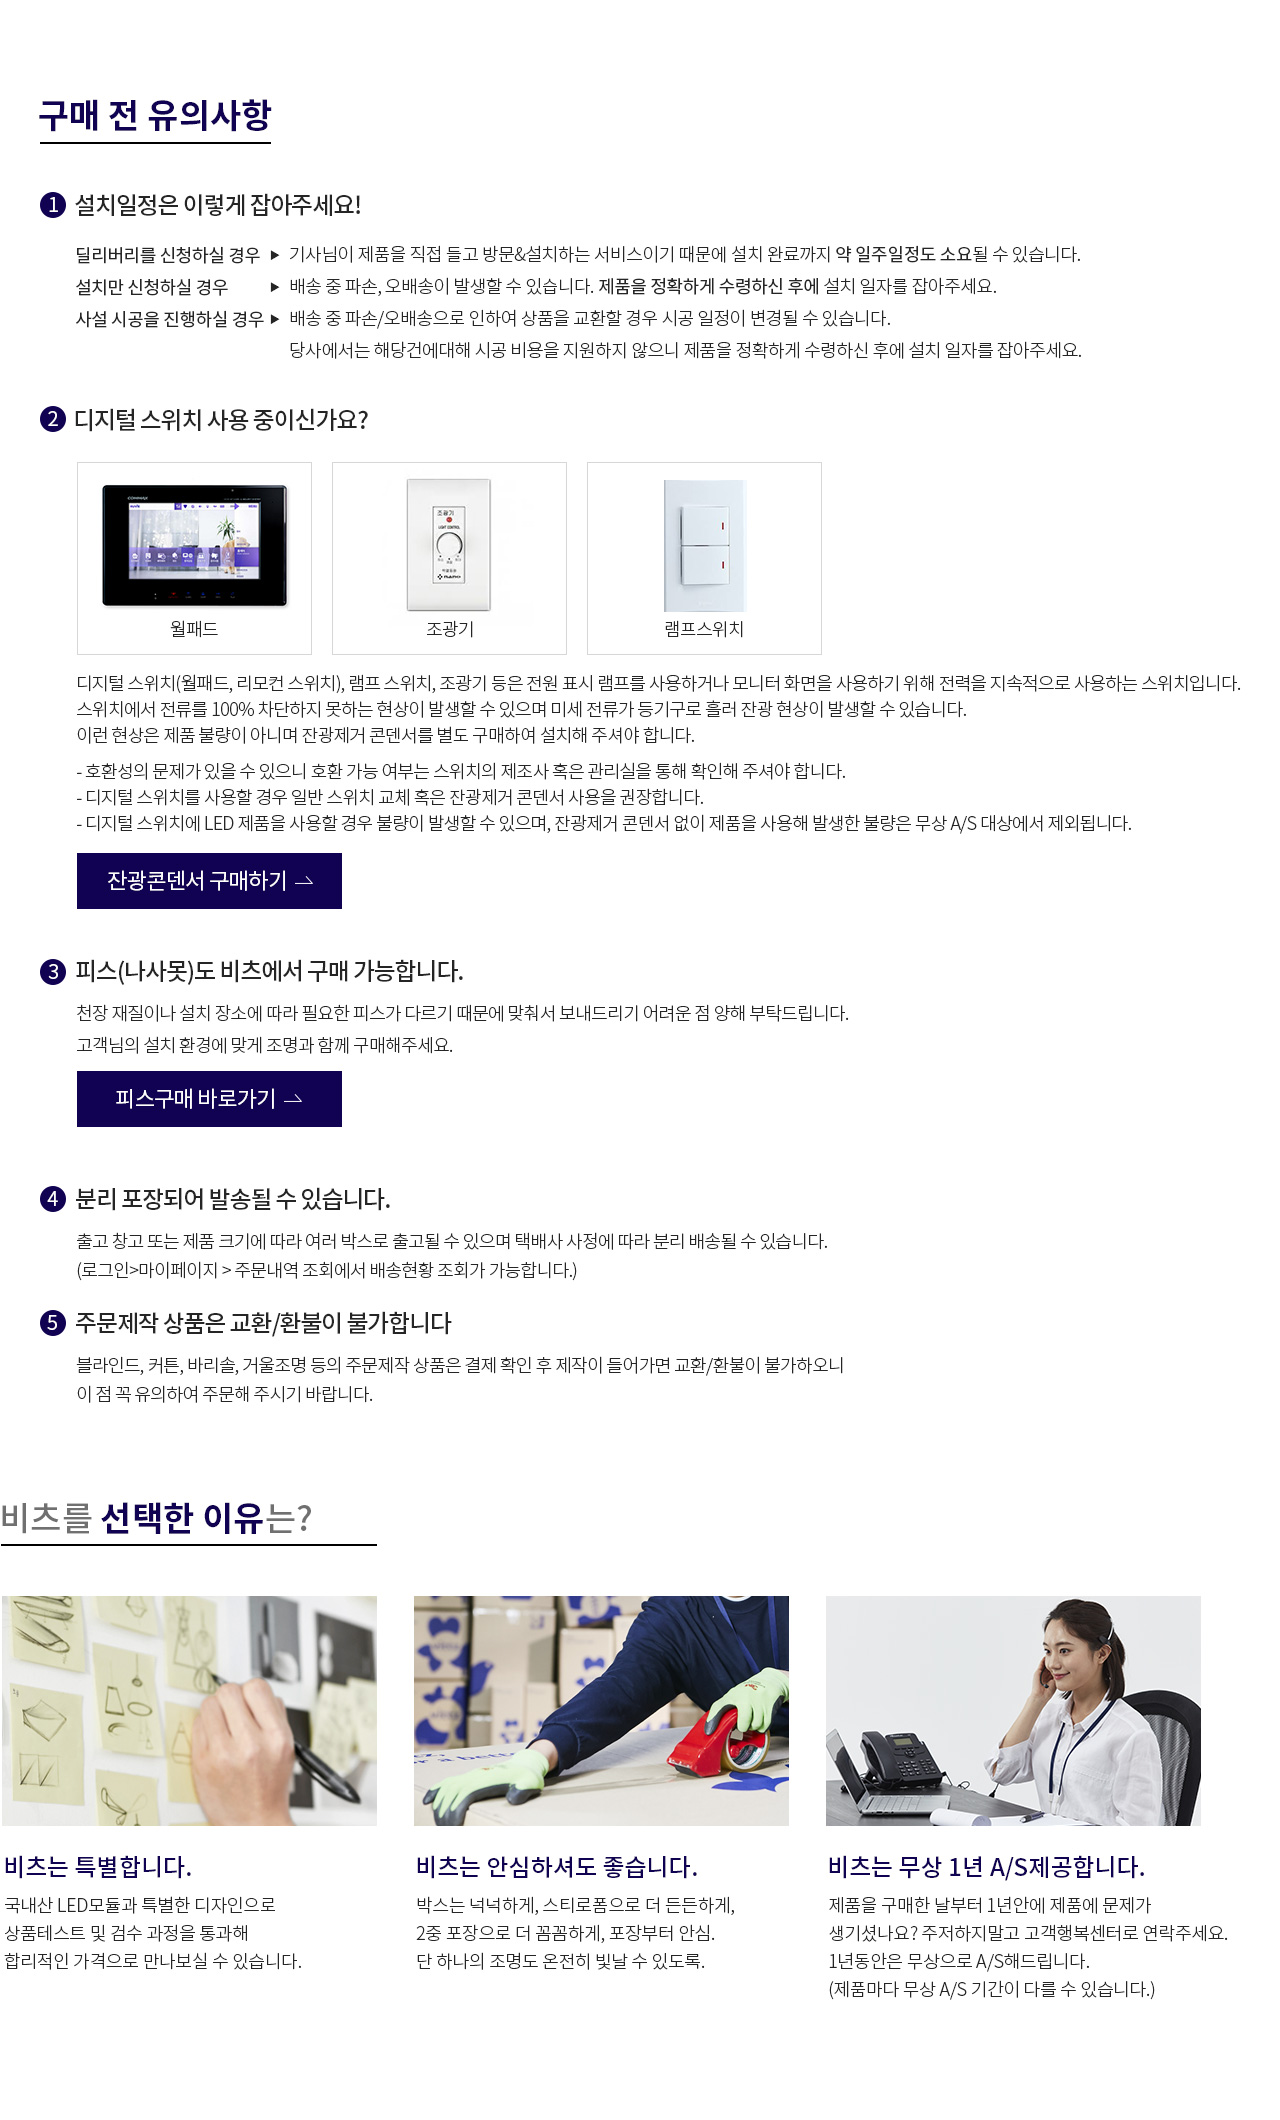 구매 전 유의사항
1 설치일정은 이렇게 잡아주세요!
딜리버리를 신청하실 경우 ▶ 기사님이 제품을 직접 들고 방문&설치하는 서비스이기 때문에 설치 완료까지 약 일주일정도 소요될 수 있습니다.
설치만 신청하실 경우 ▶ 배송 중 파손, 오배송이 발생할 수 있습니다. 제품을 정확하게 수령하신 후에 설치 일자를 잡아주세요.
사설 시공을 진행하실 경우 ▶ 배송 중 파손/오배송으로 인하여 상품을 교환할 경우 시공 일정이 변경될 수 있습니다.
당사에서는 해당건에대해 시공 비용을 지원하지 않으니 제품을 정확하게 수령하신 후에 설치 일자를 잡아주세요.
2 디지털 스위치 사용 중이신가요?
COMMAX
조광기
LIGHT CONTROL
월패드
조광기
램프스위치
디지털 스위치(월패드, 리모컨 스위치), 램프 스위치, 조광기 등은 전원 표시 램프를 사용하거나 모니터 화면을 사용하기 위해 전력을 지속적으로 사용하는 스위치입니다.
스위치에서 전류를 100% 차단하지 못하는 현상이 발생할 수 있으며 미세 전류가 등기구로 흘러 잔광 현상이 발생할 수 있습니다.
이런 현상은 제품 불량이 아니며 잔광제거 콘덴서를 별도 구매하여 설치해 주셔야 합니다.
- 호환성의 문제가 있을 수 있으니 호환 가능 여부는 스위치의 제조사 혹은 관리실을 통해 확인해 주셔야 합니다.
- 디지털 스위치를 사용할 경우 일반 스위치 교체 혹은 잔광제거 콘덴서 사용을 권장합니다.
- 디지털 스위치에 LED 제품을 사용할 경우 불량이 발생할 수 있으며, 잔광제거 콘덴서 없이 제품을 사용해 발생한 불량은 무상 A/S 대상에서 제외됩니다.
잔광콘덴서 구매하기
3 피스(나사못)도 비츠에서 구매 가능합니다.
천장 재질이나 설치 장소에 따라 필요한 피스가 다르기 때문에 맞춰서 보내드리기 어려운 점 양해 부탁드립니다.
고객님의 설치 환경에 맞게 조명과 함께 구매해주세요.
피스구매 바로가기
4 분리 포장되어 발송될 수 있습니다.
출고 창고 또는 제품 크기에 따라 여러 박스로 출고될 수 있으며 택배사 사정에 따라 분리 배송될 수 있습니다.
(로그인>마이페이지 > 주문내역 조회에서 배송현황 조회가 가능합니다.)
5 주문제작 상품은 교환/환불이 불가합니다
블라인드, 커튼, 바리솔, 거울조명 등의 주문제작 상품은 결제 확인 후 제작이 들어가면 교환/환불이 불가하오니
이 점 꼭 유의하여 주문해 주시기 바랍니다.
비츠를 선택한 이유는?
비츠는 특별합니다.
국내산 LED모듈과 특별한 디자인으로
상품테스트 및 검수 과정을 통과해
합리적인 가격으로 만나보실 수 있습니다.
비츠는 안심하셔도 좋습니다.
박스는 넉넉하게, 스티로폼으로 더 든든하게,
2중 포장으로 더 꼼꼼하게, 포장부터 안심.
단 하나의 조명도 온전히 빛날 수 있도록.
비츠는 무상 1년 A/S제공합니다.
제품을 구매한 날부터 1년안에 제품에 문제가
생기셨나요? 주저하지말고 고객행복센터로 연락주세요.
1년동안은 무상으로 A/S해드립니다.
(제품마다 무상 A/S 기간이 다를 수 있습니다.)